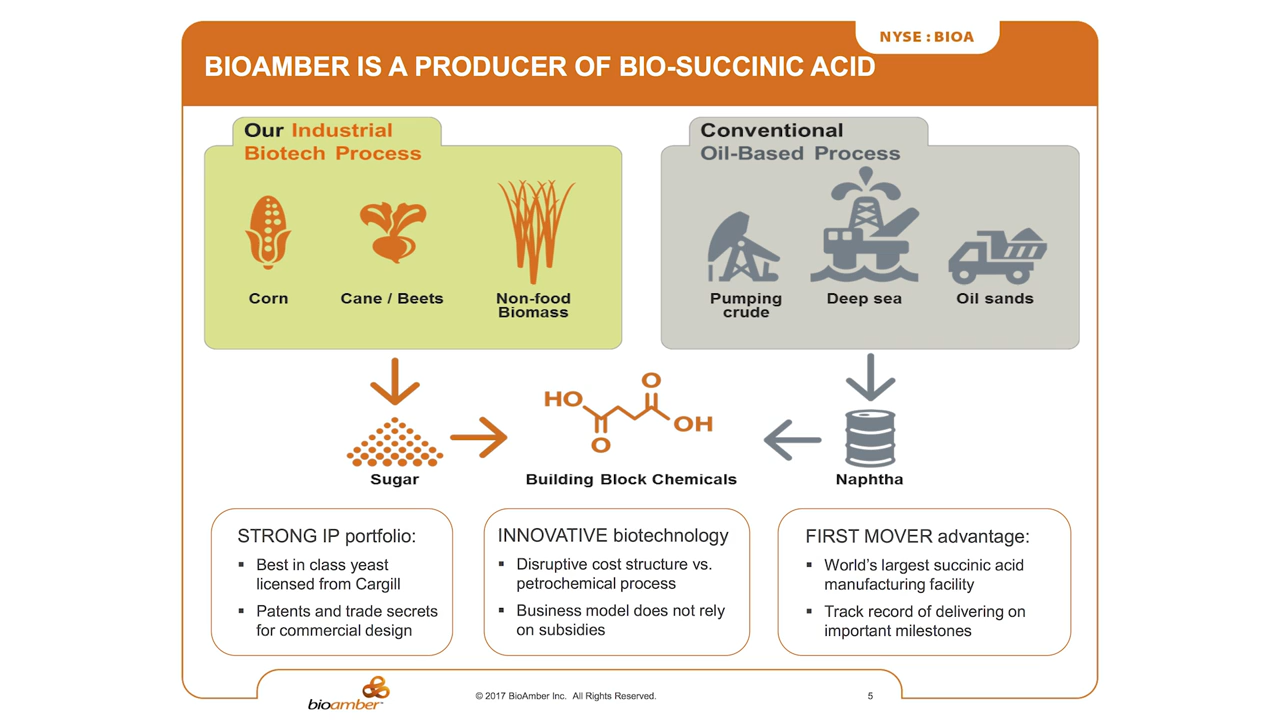 NYSE : BIOA
BIOAMBER IS A PRODUCER OF BIO-SUCCINIC ACID
Our Industrial
Biotech Process
Corn
Cane / Beets
Non-food
Biomass
Conventional
Oil-Based Process
Pumping
crude
Deep sea
Oil sands
HO
O
O
OH
Sugar
Building Block Chemicals
Naphtha
STRONG IP portfolio:
▪ Best in class yeast
licensed from Cargill
▪ Patents and trade secrets
for commercial design
INNOVATIVE biotechnology
▪ Disruptive cost structure vs.
petrochemical process
▪ Business model does not rely
on subsidies
FIRST MOVER advantage:
▪ World's largest succinic acid
manufacturing facility
▪ Track record of delivering on
important milestones
bioamber™
© 2017 BioAmber Inc. All Rights Reserved.
5